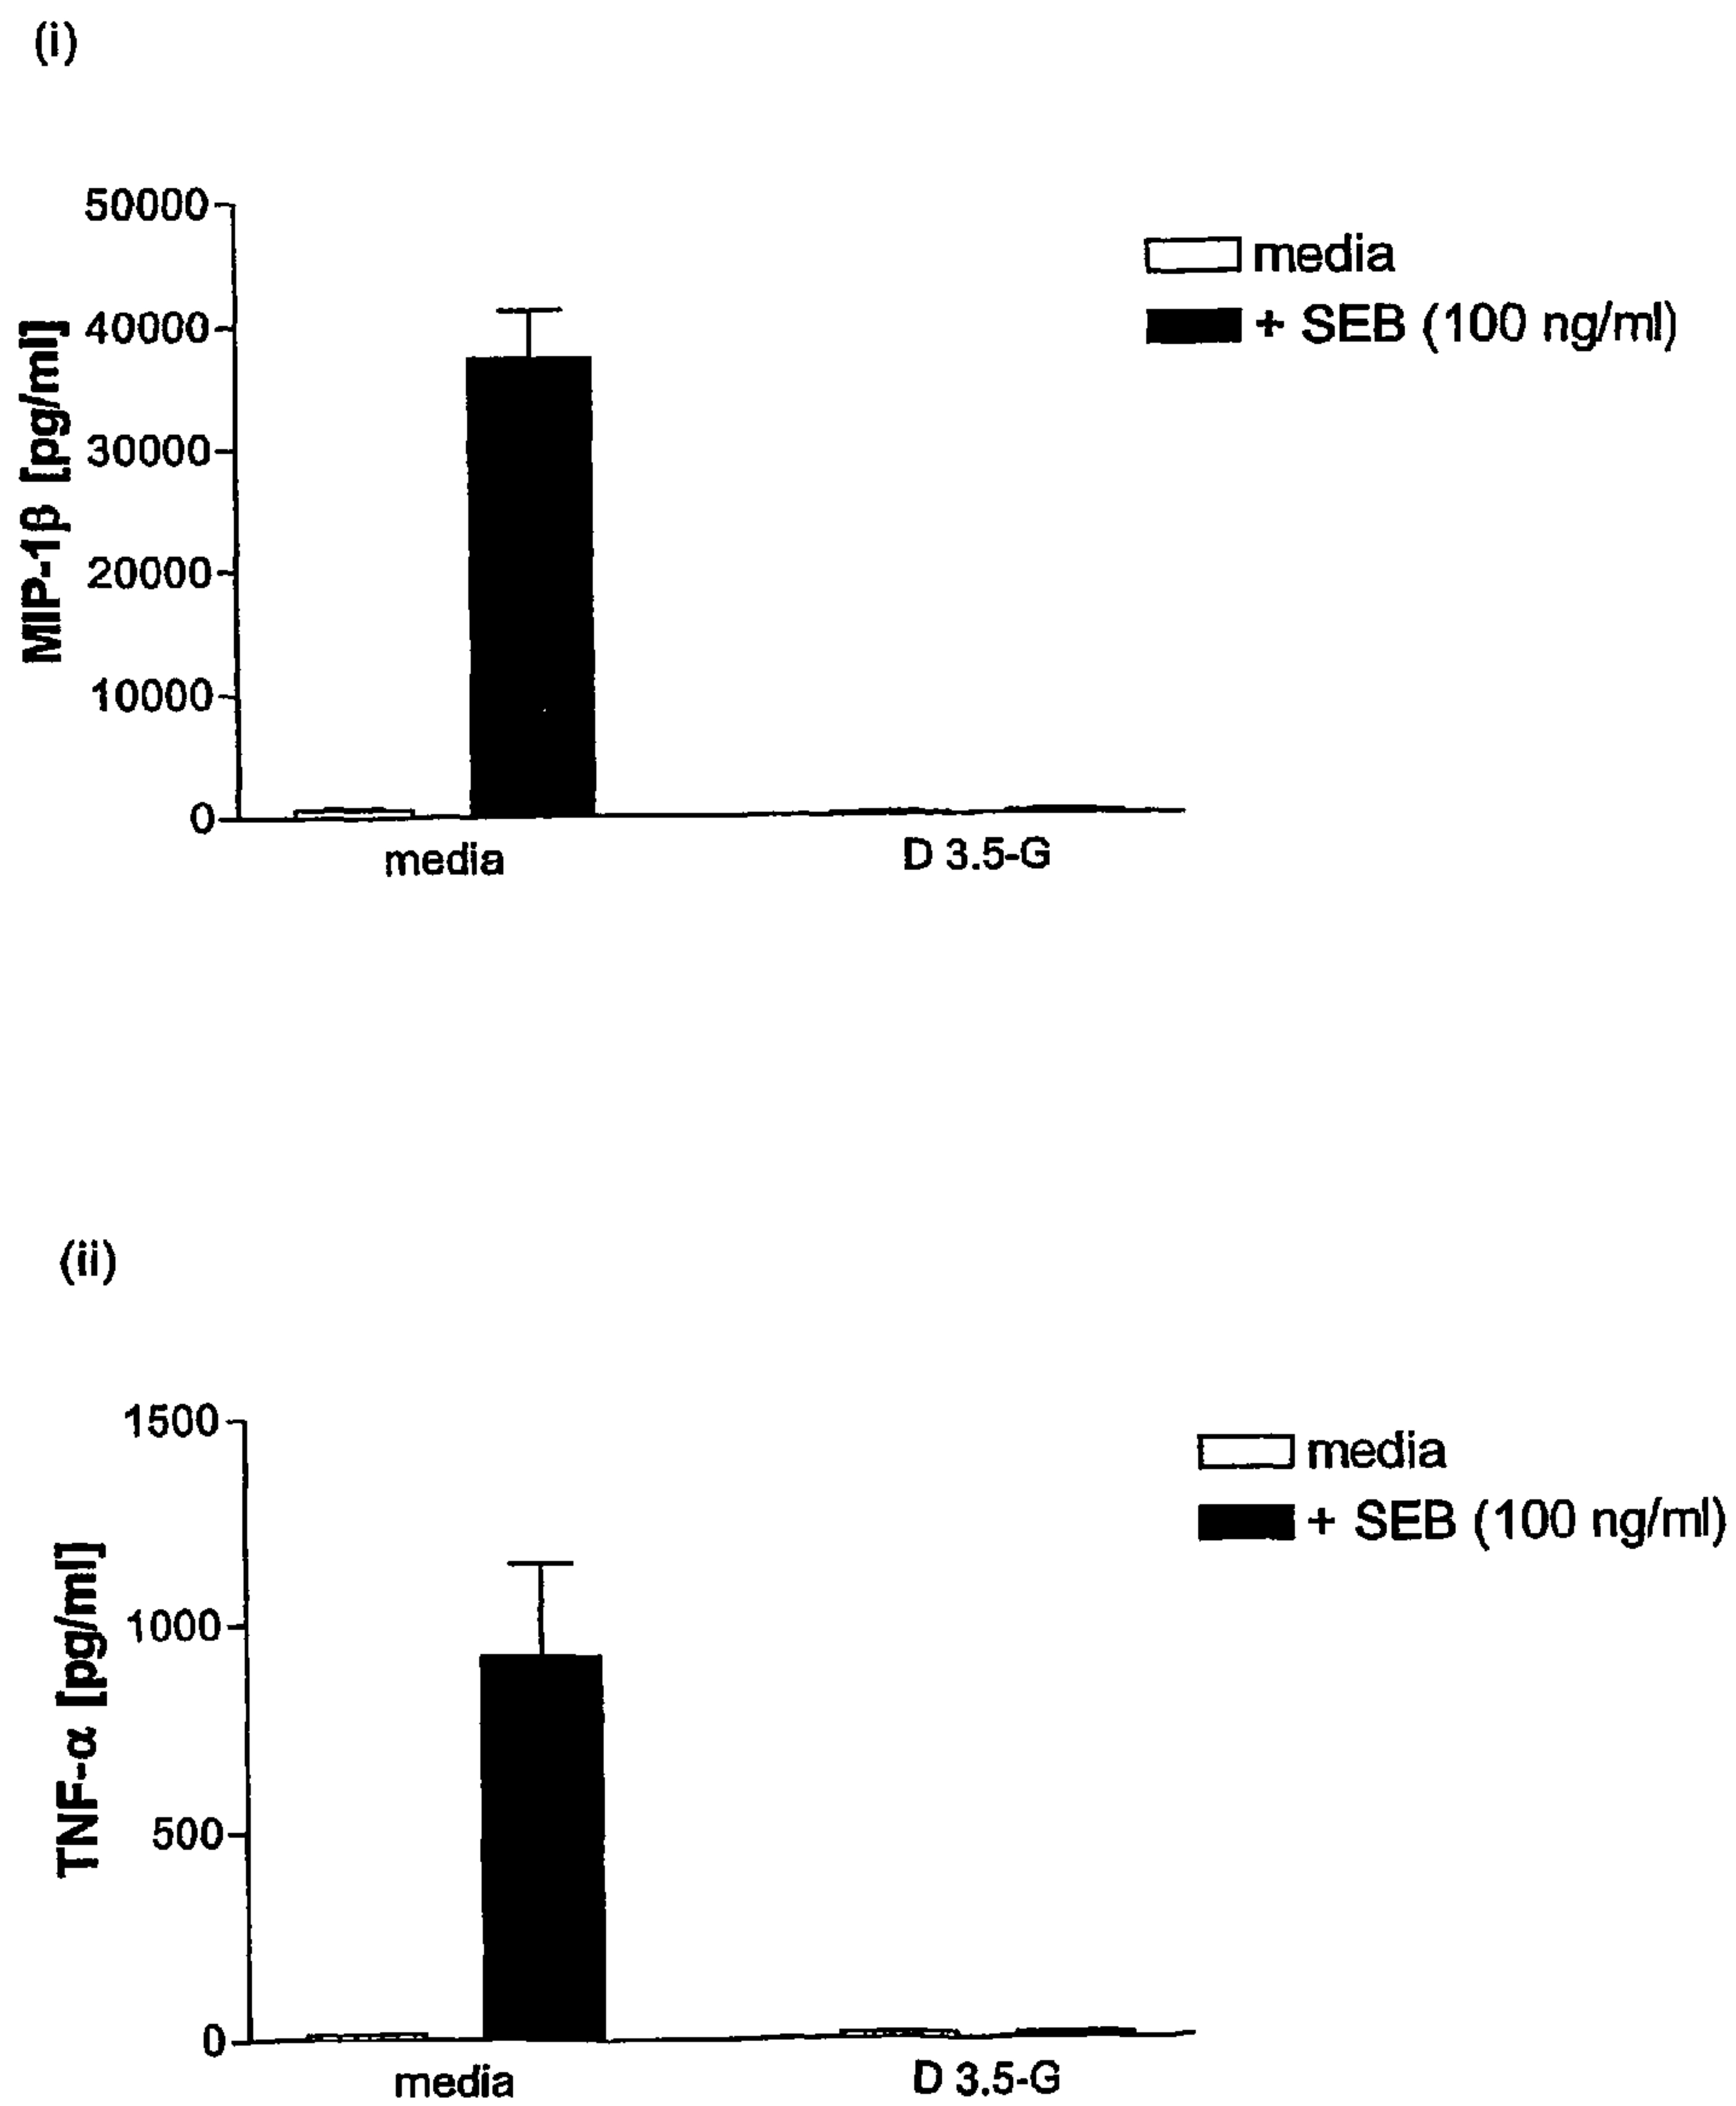 (i)
50000
40000
30000
20000
10000
0
MIP-1β [pg/ml]
media
+ SEB (100 ng/ml)
media
D 3.5-G
(ii)
1500
1000
500
0
TNF-α [pg/ml]
media
+ SEB (100 ng/ml)
media
D 3.5-G